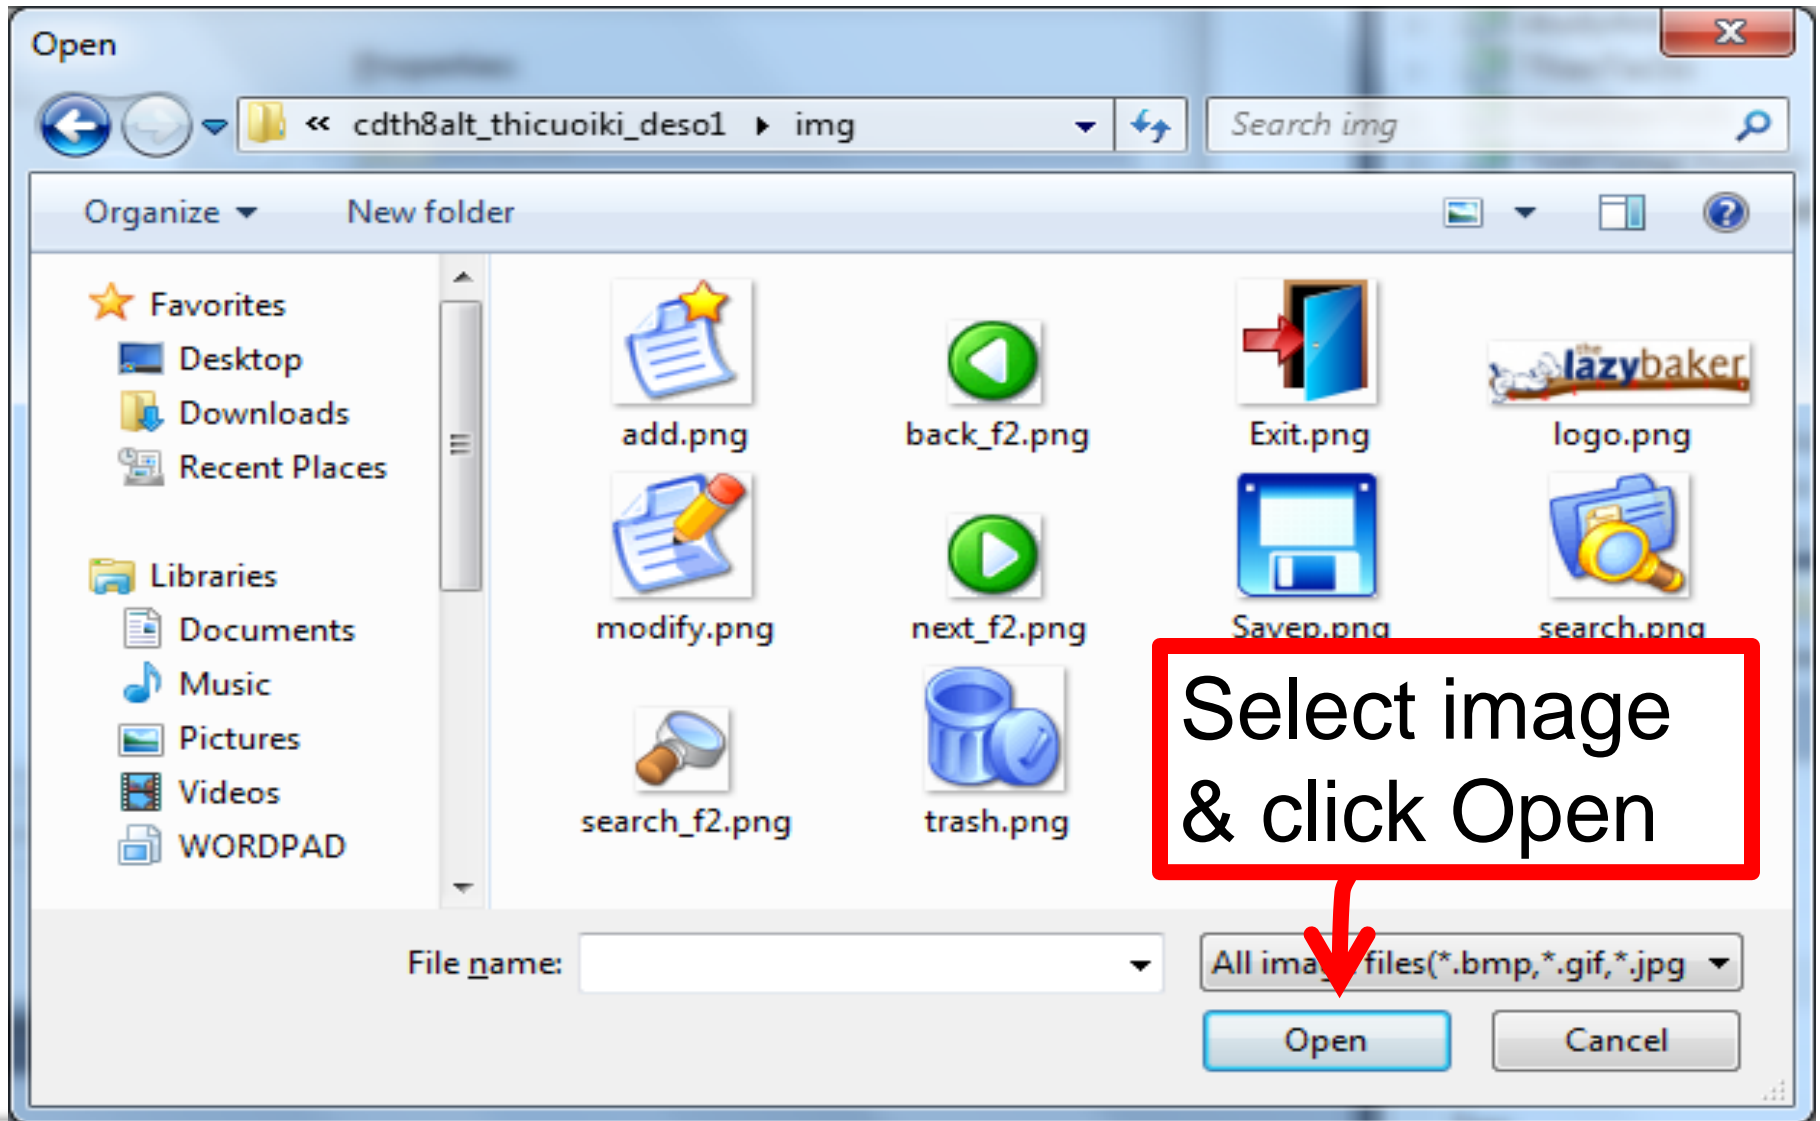 Open
« cdth8alt_thicuoiki_deso1 ▸ img
Search img
Organize
New folder
Favorites
Desktop
Downloads
Recent Places
Libraries
Documents
Music
Pictures
Videos
WORDPAD
the lazybaker
add.png
back_f2.png
Exit.png
logo.png
modify.png
next_f2.png
Savep.png
search.png
search_f2.png
trash.png
Select image
& click Open
File name:
All image files(*.bmp,*.gif,*.jpg
Open
Cancel